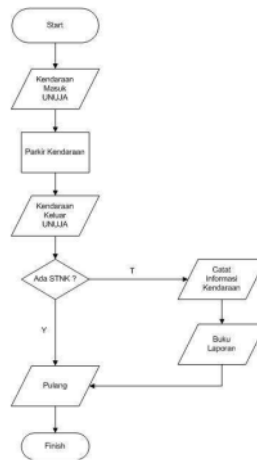 Start
Kendaraan
Masuk
UNUJA
Parkir Kendaraan
Kendaraan
Keluar
UNUJA
Ada STNK ?
T
Catat
Informasi
Kendaraan
Y
Buku
Laporan
Pulang
Finish